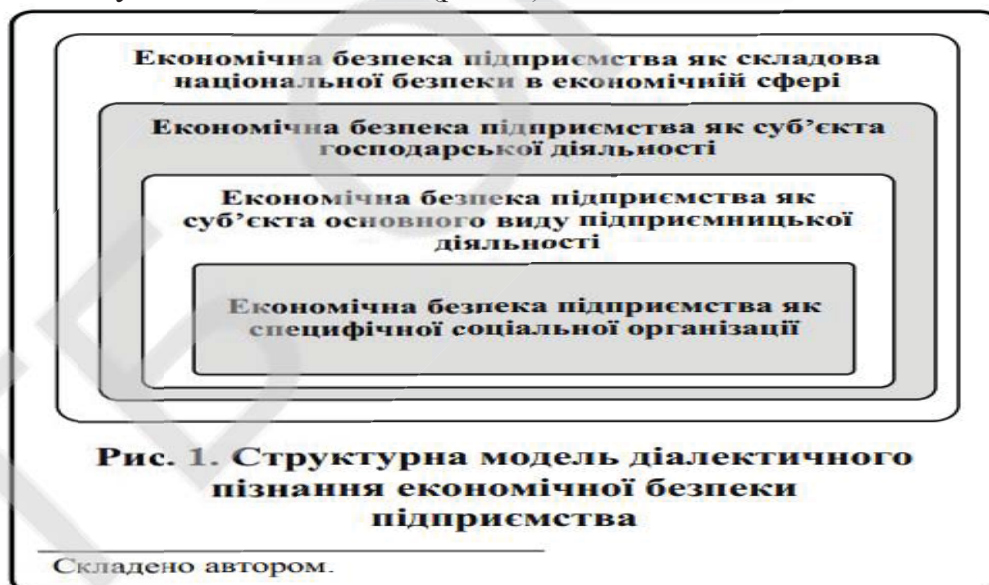 Економічна безпека підприємства як складова
національної безпеки в економічній сфері
Економічна безпека підприємства як суб’єкта
господарської діяльності
Економічна безпека підприємства як
суб’єкта основного виду підприємницької
діяльності
Економічна безпека підприємства як
специфічної соціальної організації
Рис. 1. Структурна модель діалектичного
пізнання економічної безпеки
підприємства
Складено автором.